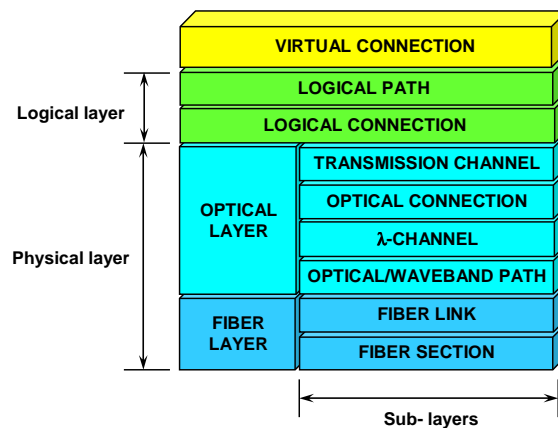 VIRTUAL CONNECTION
LOGICAL PATH
Logical layer
LOGICAL CONNECTION
TRANSMISSION CHANNEL
OPTICAL
LAYER
OPTICAL CONNECTION
λ-CHANNEL
Physical layer
OPTICAL/WAVEBAND PATH
FIBER
LAYER
FIBER LINK
FIBER SECTION
Sub- layers